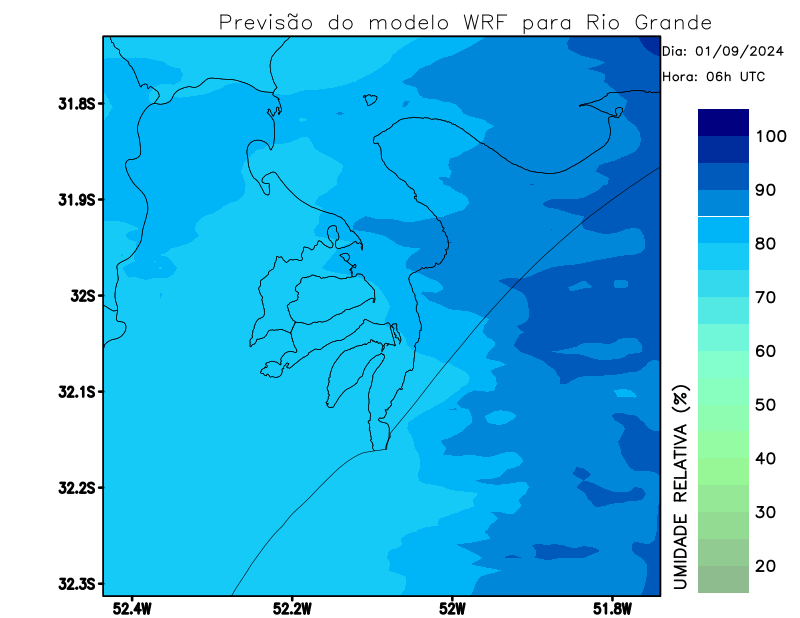 Previsão do modelo WRF para Rio Grande
Dia: 01/09/2024
Hora: 06h UTC
31.8S
31.9S
32S
32.1S
32.2S
32.3S
52.4W
52.2W
52W
51.8W
100
90
80
70
60
50
40
30
20
UMIDADE RELATIVA (%)